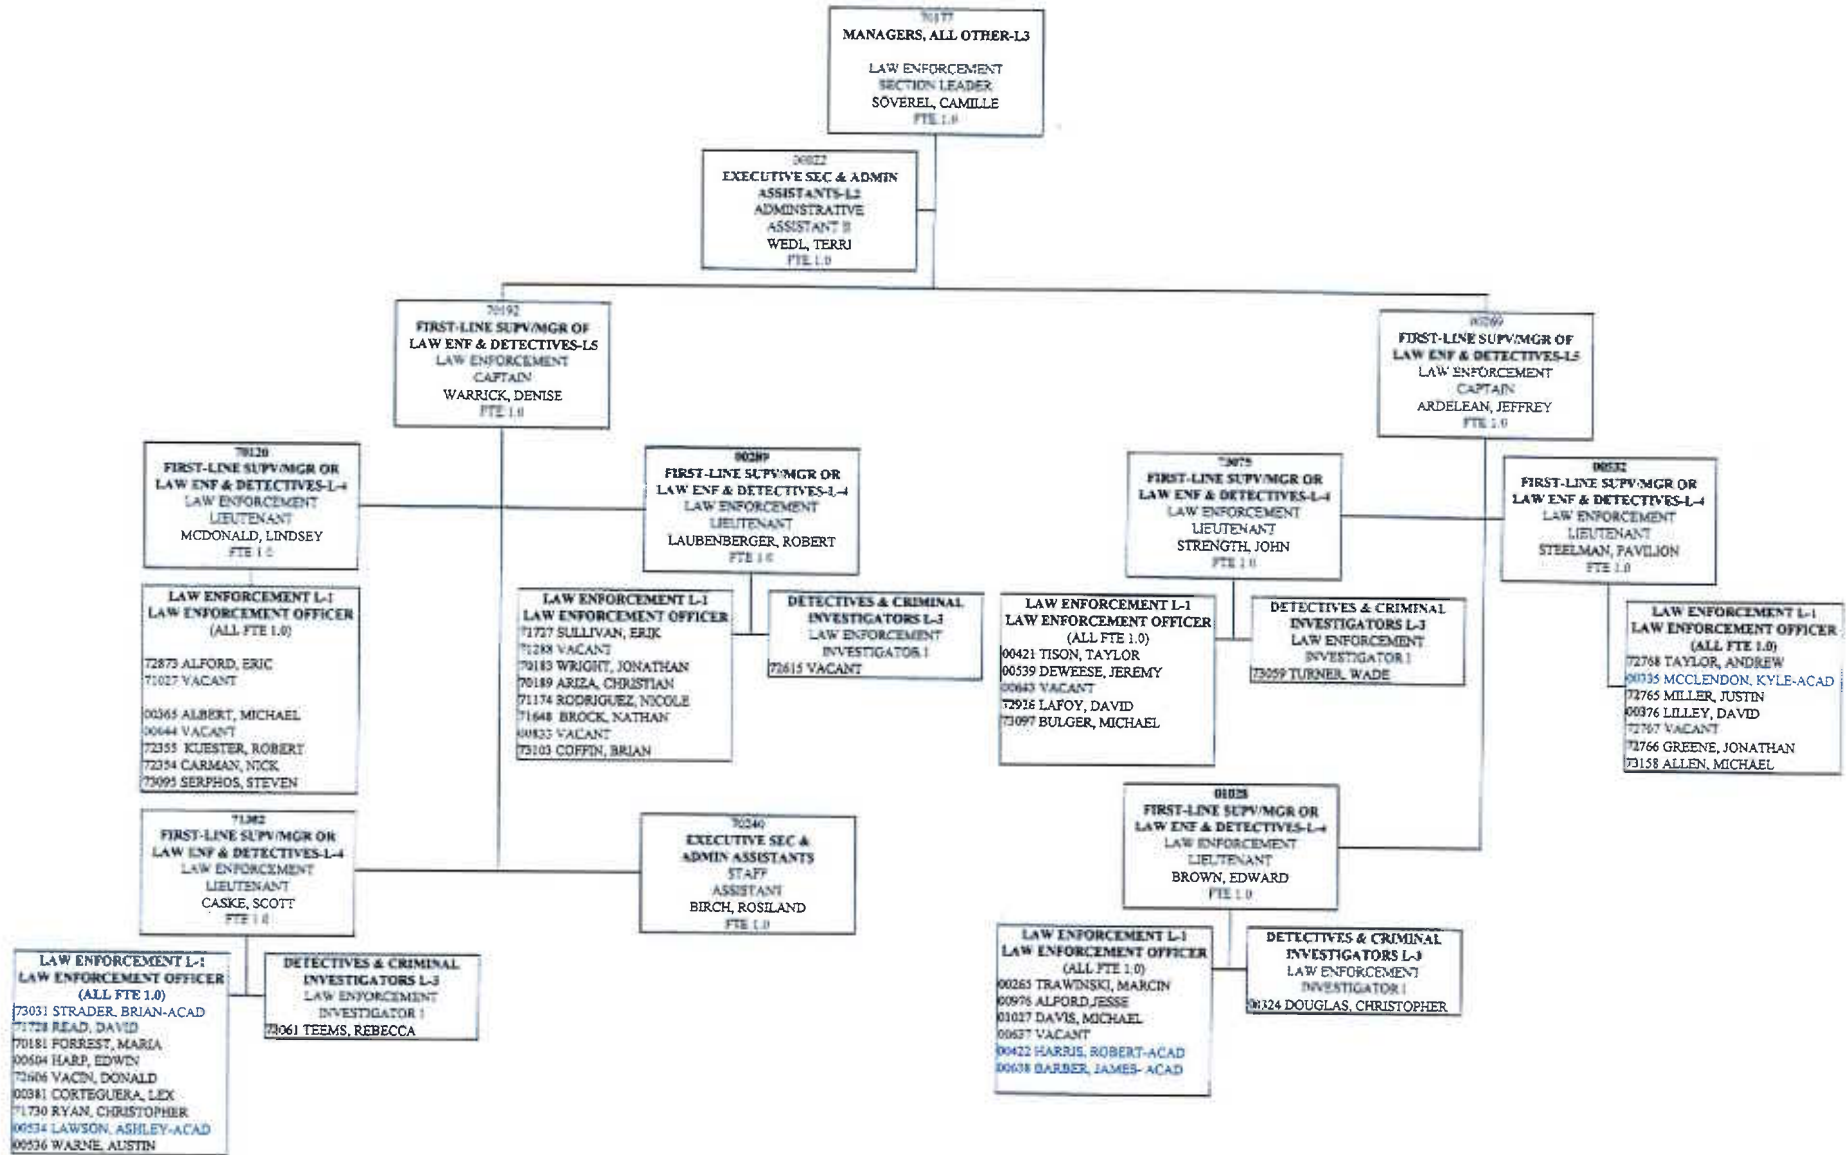 70177
MANAGERS, ALL OTHER-L3
LAW ENFORCEMENT
SECTION LEADER
SOVEREL, CAMILLE
FTE 1.0
00022
EXECUTIVE SEC & ADMIN
ASSISTANTS-L2
ADMINSTRATIVE
ASSISTANT II
WEDL, TERRI
FTE 1.0
70192
FIRST-LINE SUPV/MGR OF
LAW ENF & DETECTIVES-L5
LAW ENFORCEMENT
CAPTAIN
WARRICK, DENISE
FTE 1.0
FIRST-LINE SUPV/MGR OF
LAW ENF & DETECTIVES-L5
LAW ENFORCEMENT
CAPTAIN
ARDELEAN, JEFFREY
FTE 1.0
70120
FIRST-LINE SUPV/MGR OR
LAW ENF & DETECTIVES-L-4
LAW ENFORCEMENT
LIEUTENANT
MCDONALD, LINDSEY
FTE 1.0
00289
FIRST-LINE SUPV/MGR OR
LAW ENF & DETECTIVES-L-4
LAW ENFORCEMENT
LIEUTENANT
LAUBENBERGER, ROBERT
FTE 1.0
73075
FIRST-LINE SUPV/MGR OR
LAW ENF & DETECTIVES-L-4
LAW ENFORCEMENT
LIEUTENANT
STRENGTH, JOHN
FTE 1.0
00532
FIRST-LINE SUPV/MGR OR
LAW ENF & DETECTIVES-L-4
LAW ENFORCEMENT
LIEUTENANT
STEELMAN, PAVILION
FTE 1.0
LAW ENFORCEMENT L-1
LAW ENFORCEMENT OFFICER
(ALL FTE 1.0)
72873 ALFORD, ERIC
71027 VACANT
00365 ALBERT, MICHAEL
00644 VACANT
72355 KUESTER, ROBERT
72354 CARMAN, NICK
73095 SERPHOS, STEVEN
LAW ENFORCEMENT L-1
LAW ENFORCEMENT OFFICER
71727 SULLIVAN, ERIK
71288 VACANT
70183 WRIGHT, JONATHAN
70189 ARIZA, CHRISTIAN
71174 RODRIGUEZ, NICOLE
71648 BROCK, NATHAN
00833 VACANT
73103 COFFIN, BRIAN
DETECTIVES & CRIMINAL
INVESTIGATORS L-3
LAW ENFORCEMENT
INVESTIGATOR I
72615 VACANT
LAW ENFORCEMENT L-1
LAW ENFORCEMENT OFFICER
(ALL FTE 1.0)
00421 TISON, TAYLOR
00539 DEWEESE, JEREMY
00643 VACANT
72926 LAFOY, DAVID
73097 BULGER, MICHAEL
DETECTIVES & CRIMINAL
INVESTIGATORS L-3
LAW ENFORCEMENT
INVESTIGATOR I
73059 TURNER, WADE
LAW ENFORCEMENT L-1
LAW ENFORCEMENT OFFICER
(ALL FTE 1.0)
72768 TAYLOR, ANDREW
00335 MCCLENDON, KYLE-ACAD
72765 MILLER, JUSTIN
00376 LILLEY, DAVID
72767 VACANT
72766 GREENE, JONATHAN
73158 ALLEN, MICHAEL
71382
FIRST-LINE SUPV/MGR OR
LAW ENF & DETECTIVES-L-4
LAW ENFORCEMENT
LIEUTENANT
CASKE, SCOTT
FTE 1.0
70240
EXECUTIVE SEC &
ADMIN ASSISTANTS
STAFF
ASSISTANT
BIRCH, ROSILAND
FTE 1.0
01028
FIRST-LINE SUPV/MGR OR
LAW ENF & DETECTIVES-L-4
LAW ENFORCEMENT
LIEUTENANT
BROWN, EDWARD
FTE 1.0
LAW ENFORCEMENT L-1
LAW ENFORCEMENT OFFICER
(ALL FTE 1.0)
73031 STRADER, BRIAN-ACAD
71728 READ, DAVID
70181 FORREST, MARIA
00604 HARP, EDWIN
72606 VACIN, DONALD
00381 CORTEGUERA, LEX
71730 RYAN, CHRISTOPHER
00534 LAWSON, ASHLEY-ACAD
00536 WARNE, AUSTIN
DETECTIVES & CRIMINAL
INVESTIGATORS L-3
LAW ENFORCEMENT
INVESTIGATOR I
73061 TEEMS, REBECCA
LAW ENFORCEMENT L-1
LAW ENFORCEMENT OFFICER
(ALL FTE 1.0)
00265 TRAWINSKI, MARCIN
00976 ALFORD,JESSE
01027 DAVIS, MICHAEL
00637 VACANT
00422 HARRIS, ROBERT-ACAD
00638 BARBER, JAMES- ACAD
DETECTIVES & CRIMINAL
INVESTIGATORS L-3
LAW ENFORCEMENT
INVESTIGATOR I
DOUGLAS, CHRISTOPHER